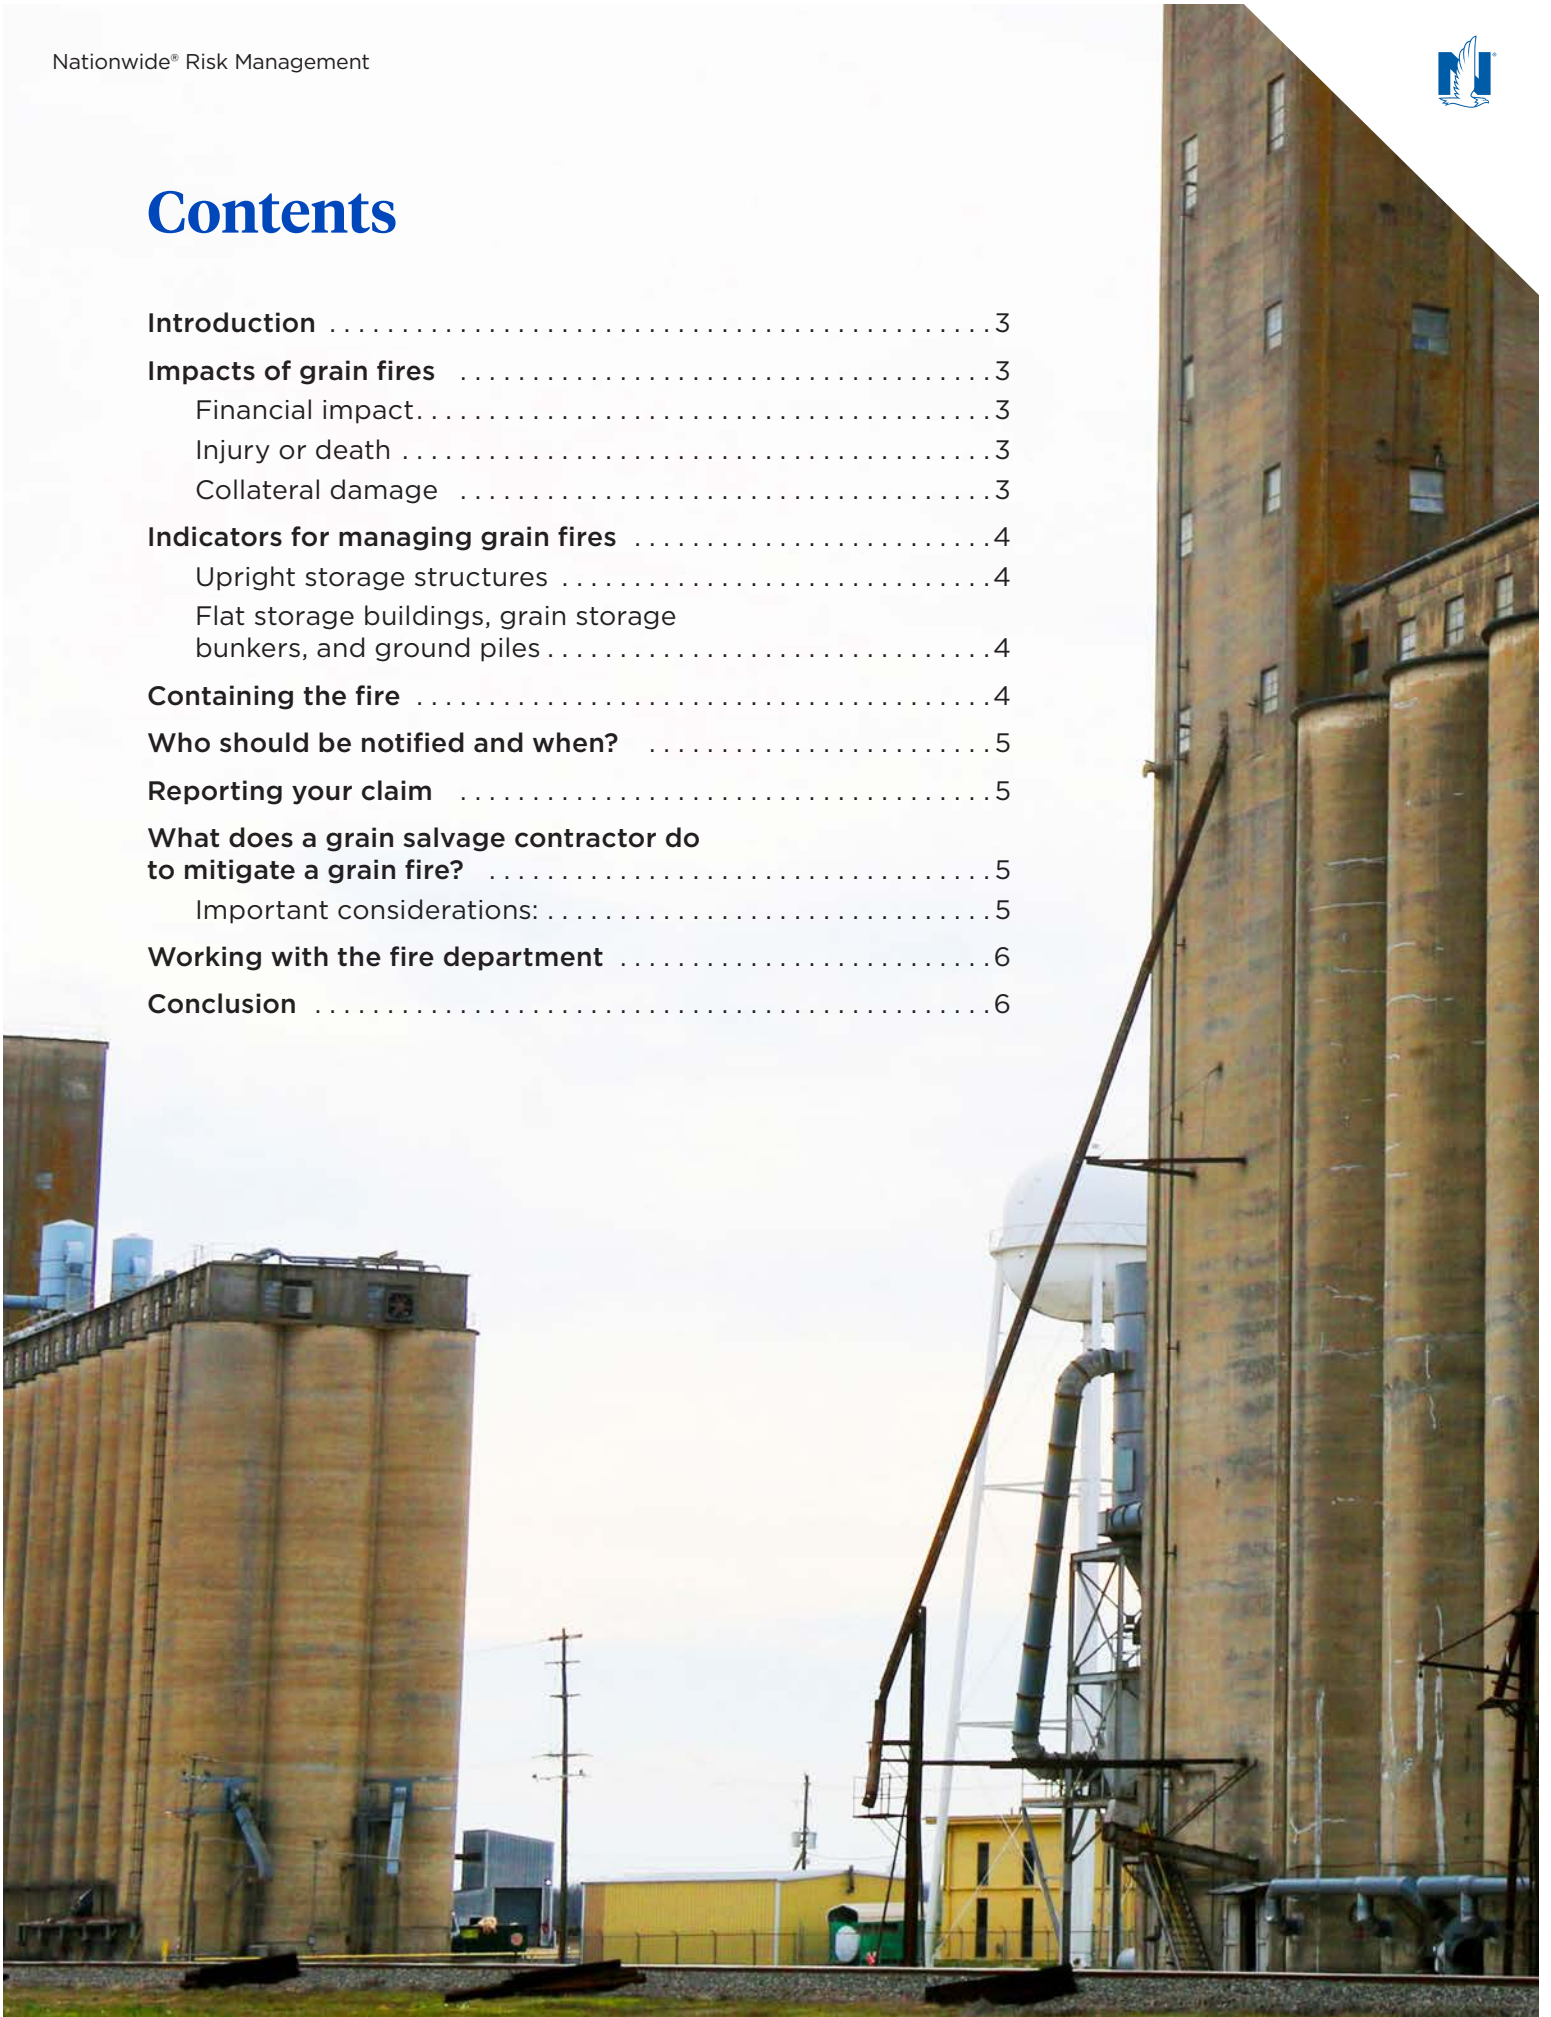 Nationwide® Risk Management
Contents
Introduction . . . . . . . . . . . . . . . . . . . . . . . . . . . . . . . . . . . . . . . . . . . . . . 3
Impacts of grain fires . . . . . . . . . . . . . . . . . . . . . . . . . . . . . . . . . . . . . 3
Financial impact. . . . . . . . . . . . . . . . . . . . . . . . . . . . . . . . . . . . . . . . 3
Injury or death . . . . . . . . . . . . . . . . . . . . . . . . . . . . . . . . . . . . . . . . . 3
Collateral damage . . . . . . . . . . . . . . . . . . . . . . . . . . . . . . . . . . . . . 3
Indicators for managing grain fires . . . . . . . . . . . . . . . . . . . . . . . . . 4
Upright storage structures . . . . . . . . . . . . . . . . . . . . . . . . . . . . . . 4
Flat storage buildings, grain storage
bunkers, and ground piles . . . . . . . . . . . . . . . . . . . . . . . . . . . . . . . 4
Containing the fire . . . . . . . . . . . . . . . . . . . . . . . . . . . . . . . . . . . . . . . . 4
Who should be notified and when? . . . . . . . . . . . . . . . . . . . . . . . . 5
Reporting your claim . . . . . . . . . . . . . . . . . . . . . . . . . . . . . . . . . . . . . 5
What does a grain salvage contractor do
to mitigate a grain fire? . . . . . . . . . . . . . . . . . . . . . . . . . . . . . . . . . . . 5
Important considerations: . . . . . . . . . . . . . . . . . . . . . . . . . . . . . . . 5
Working with the fire department . . . . . . . . . . . . . . . . . . . . . . . . . . 6
Conclusion . . . . . . . . . . . . . . . . . . . . . . . . . . . . . . . . . . . . . . . . . . . . . . . 6